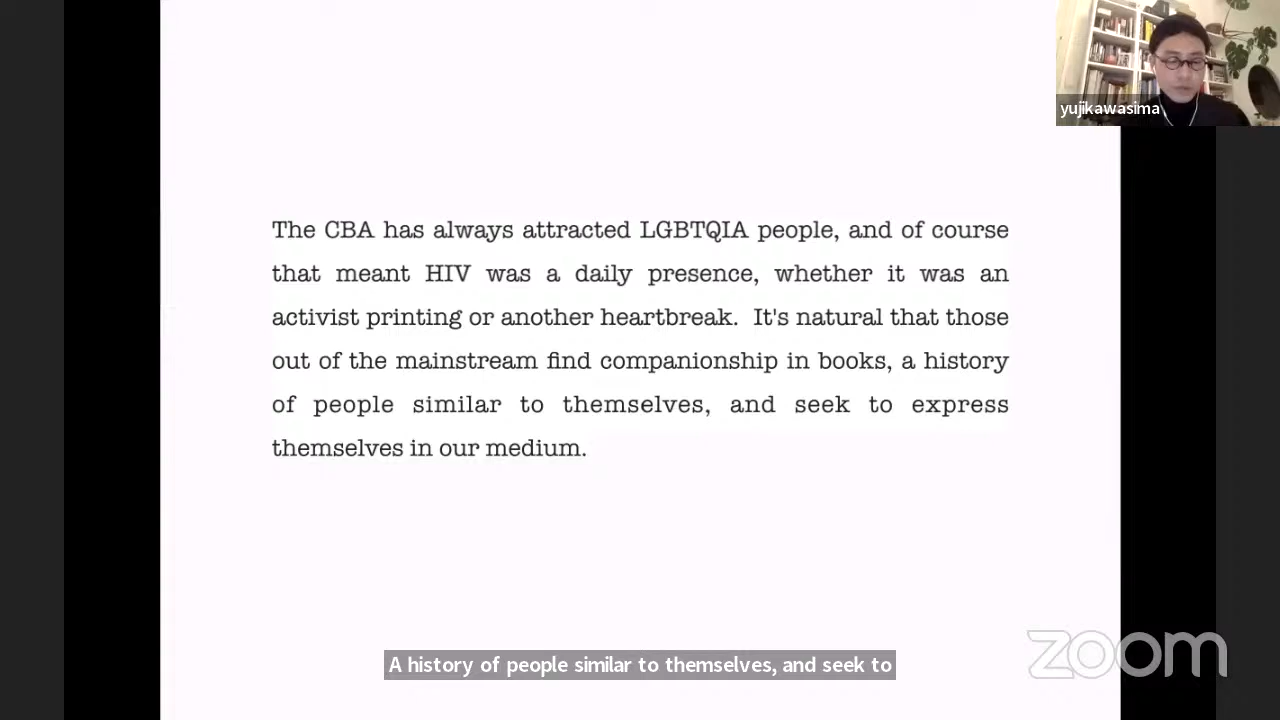 yujikawasima
The CBA has always attracted LGBTQIA people, and of course
that meant HIV was a daily presence, whether it was an
activist printing or another heartbreak.  It's natural that those
out of the mainstream find companionship in books, a history
of people similar to themselves, and seek to express
themselves in our medium.
A history of people similar to themselves, and seek to
zoom